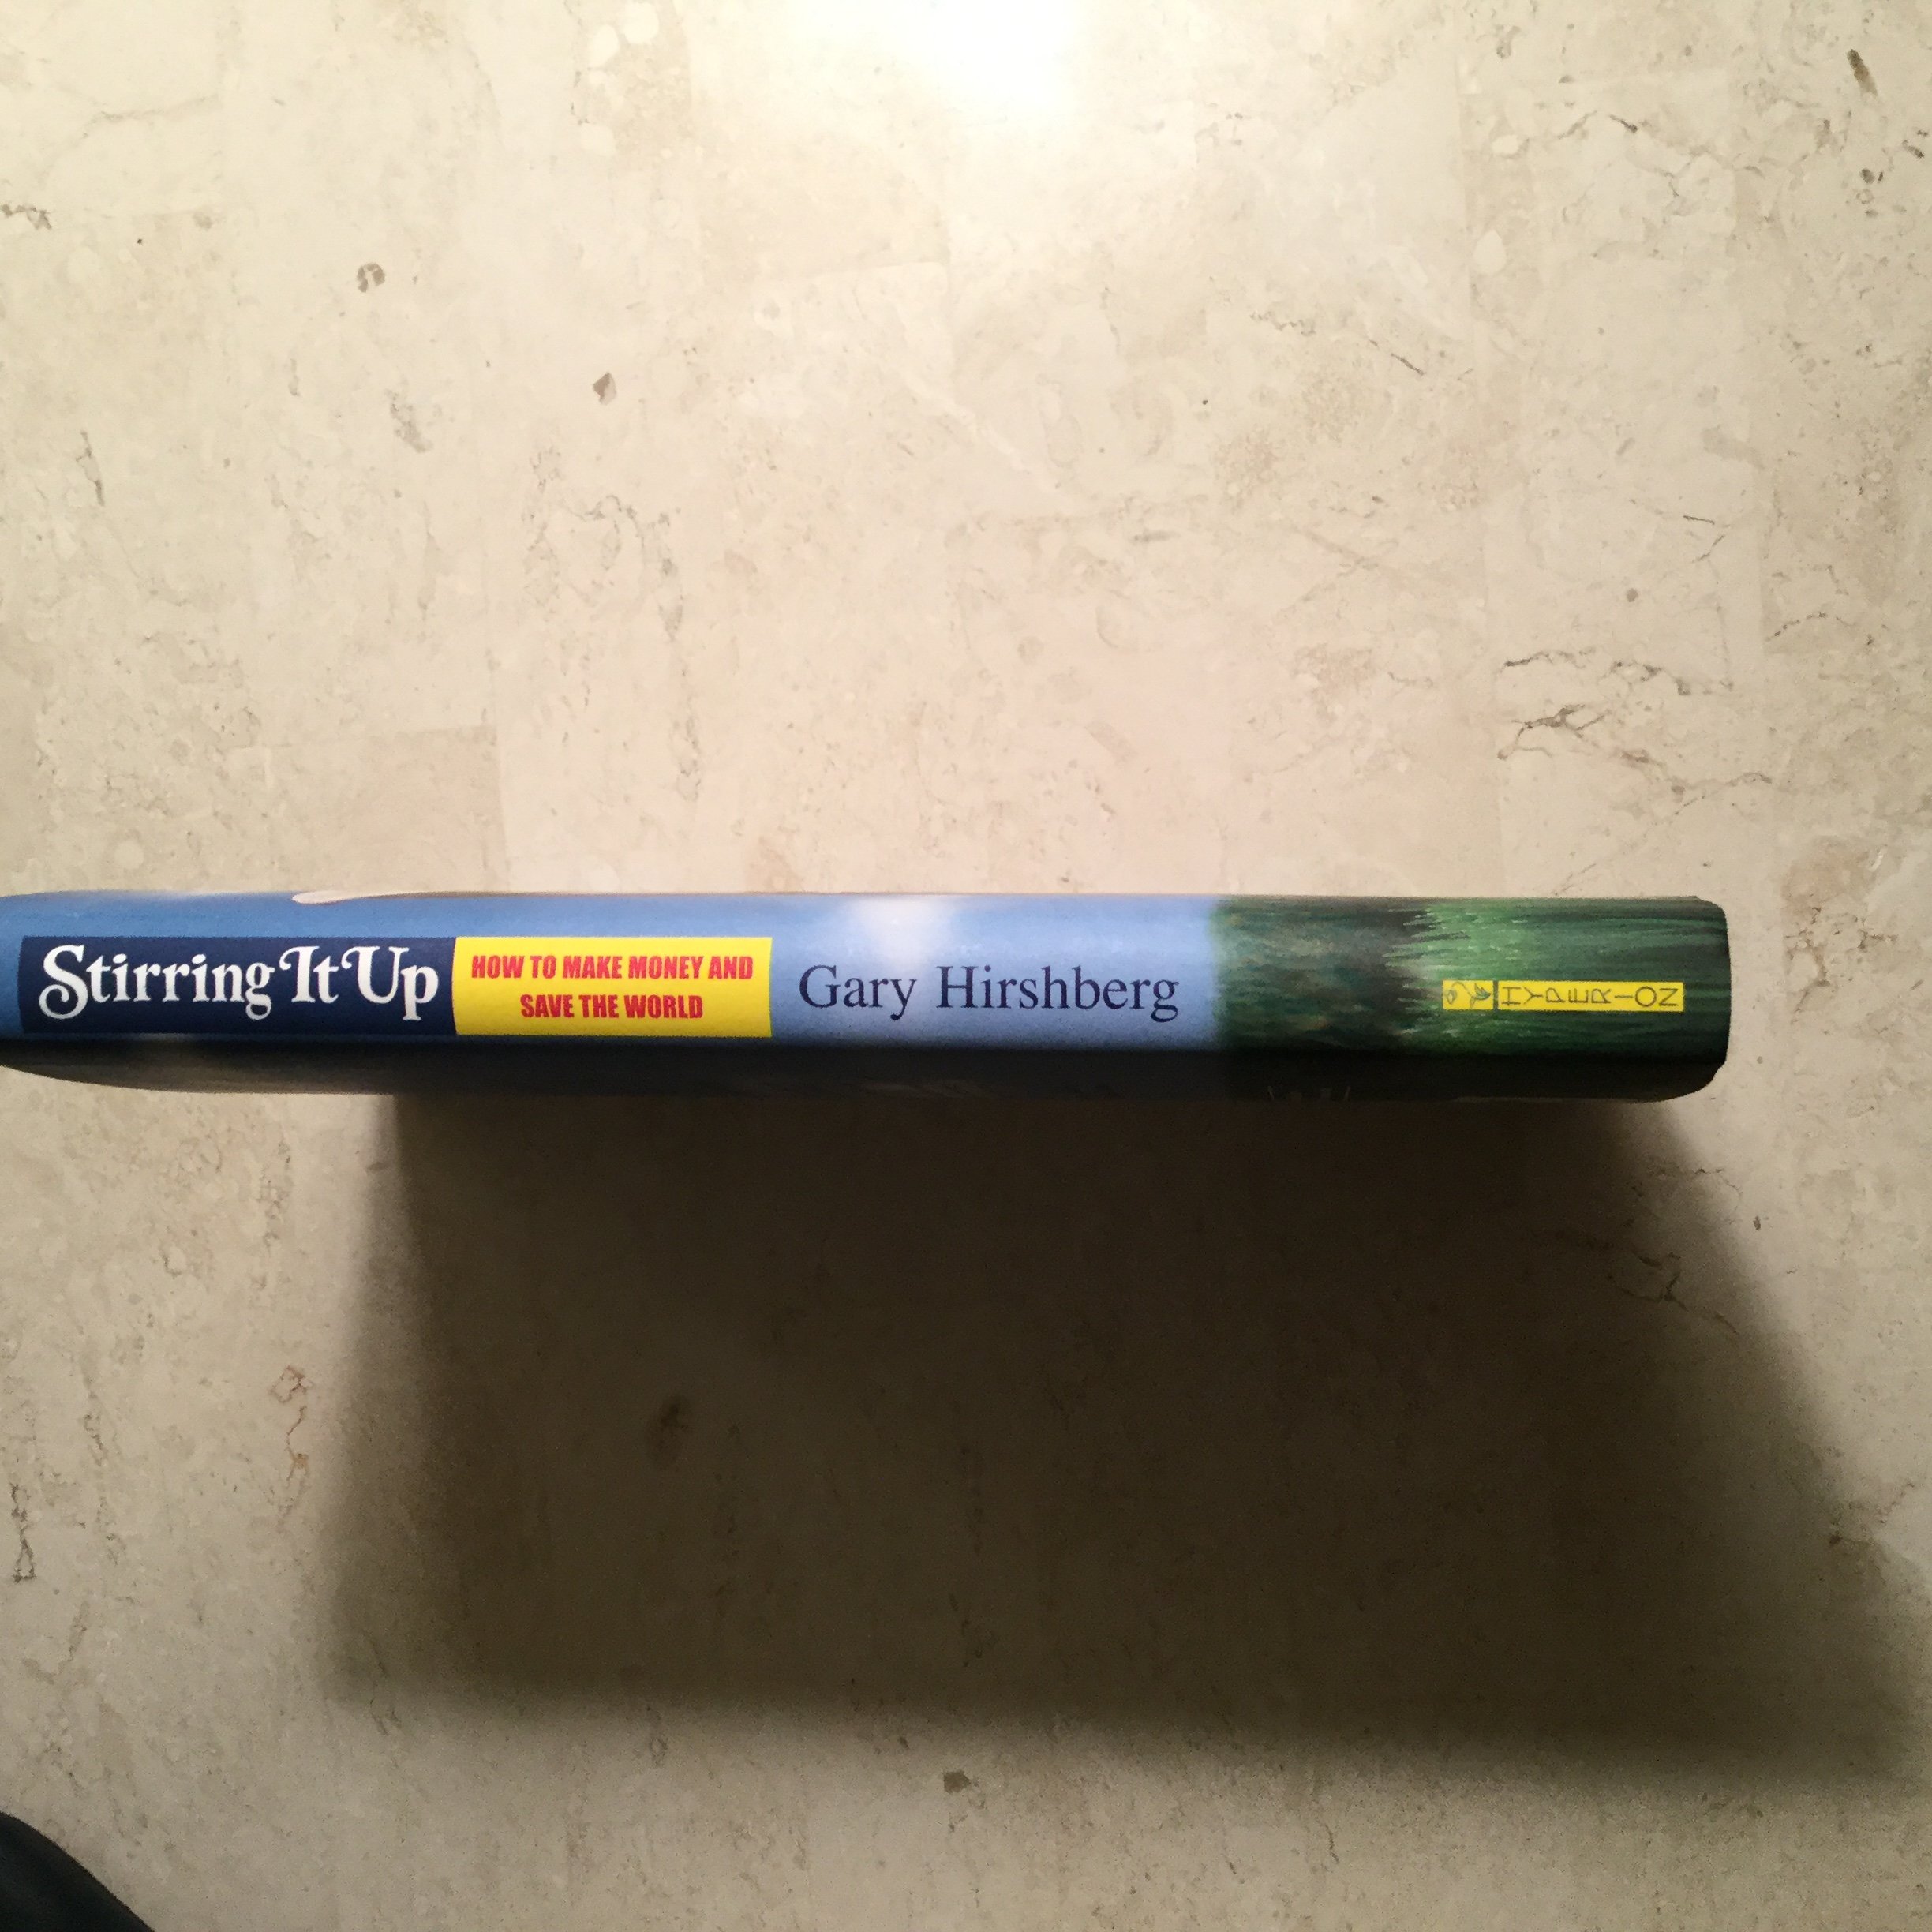 Stirring It Up
HOW TO MAKE MONEY AND
SAVE THE WORLD
Gary Hirshberg
HYPERION